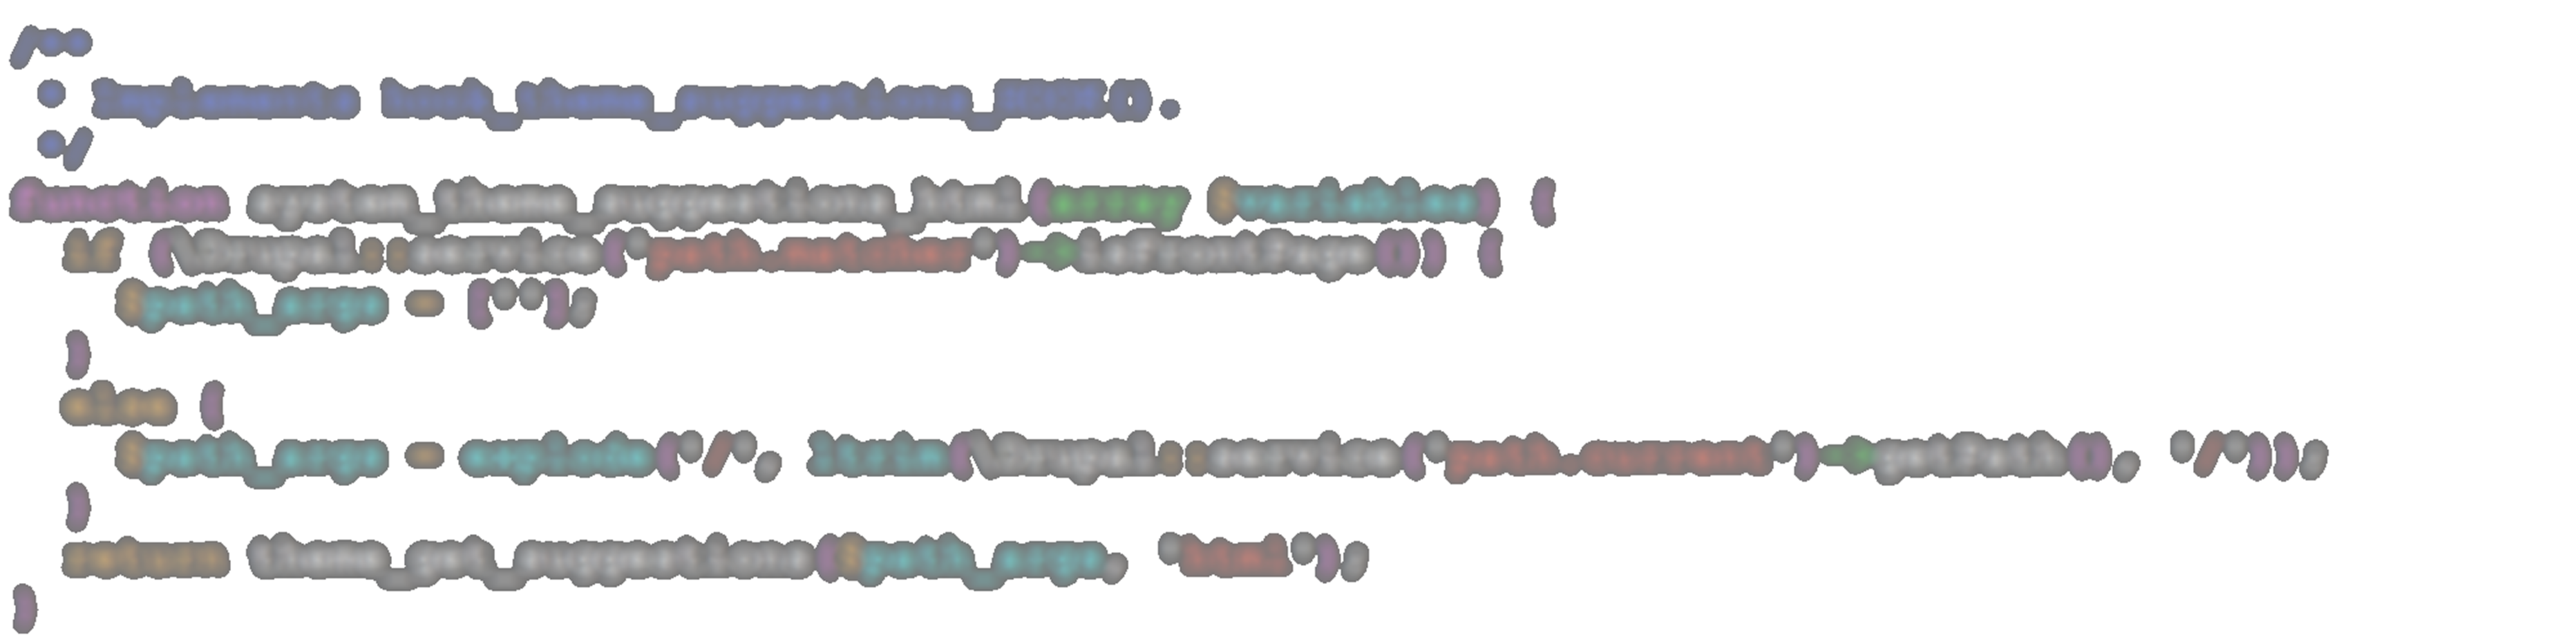 /**
 * Implements hook_theme_suggestions_HOOK().
 */
function system_theme_suggestions_html(array $variables) {
  if (\Drupal::service('path.matcher')->isFrontPage()) {
    $path_args = [''];
  }
  else {
    $path_args = explode('/', ltrim(\Drupal::service('path.current')->getPath(), '/'));
  }
  return theme_get_suggestions($path_args, 'html');
}